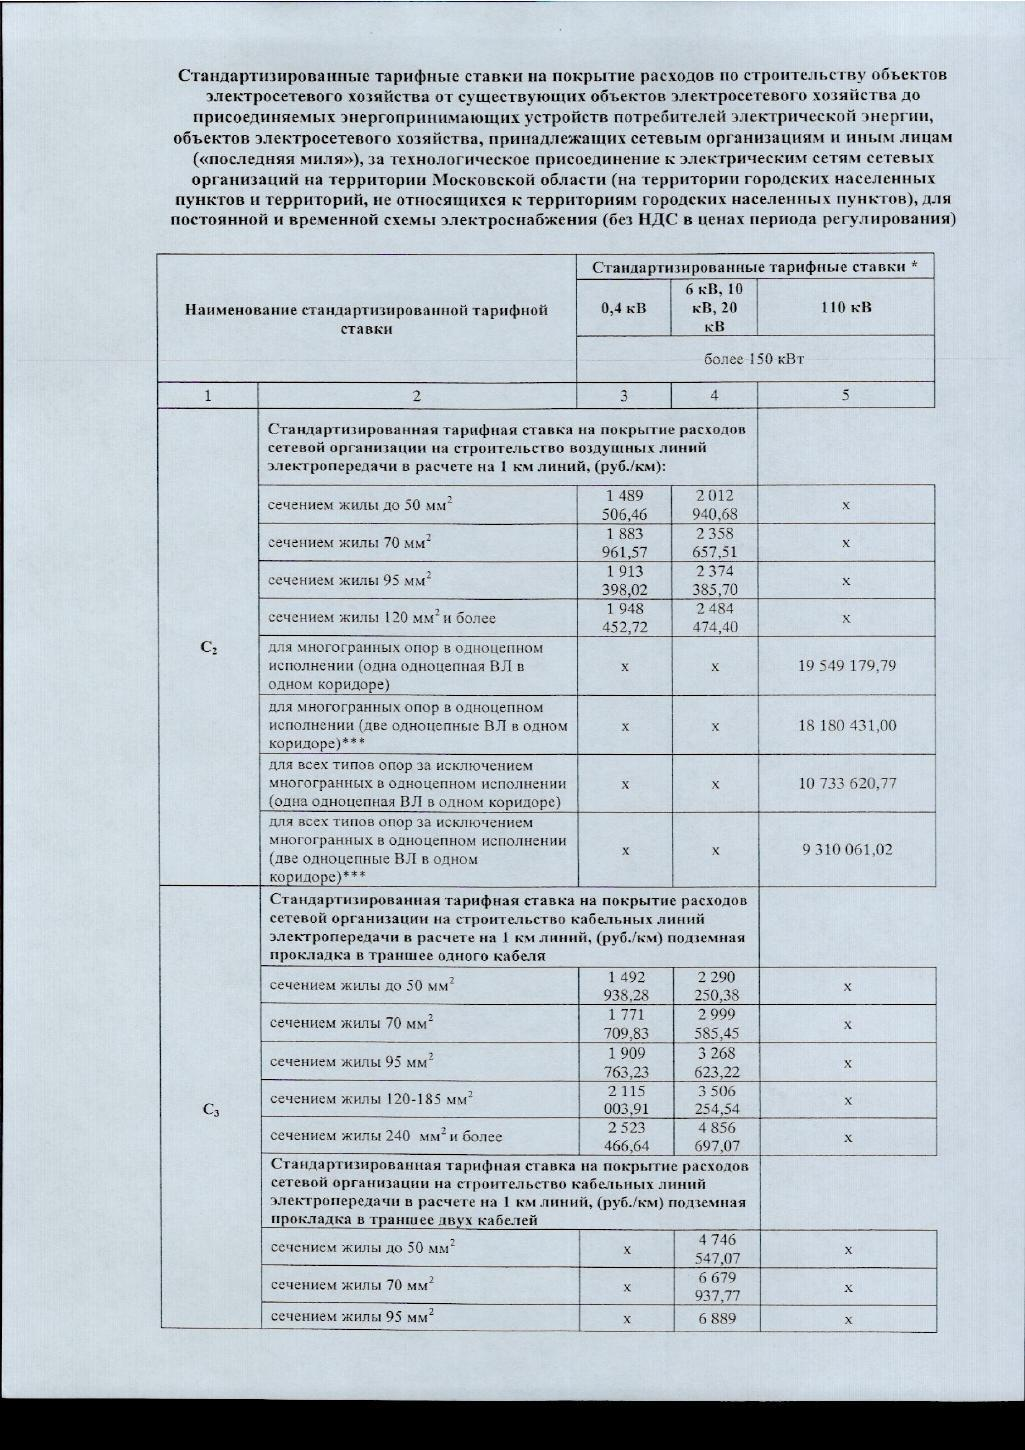 Стандартизированные тарифные ставки на покрытие расходов по строительству объектов
электросетевого хозяйства от существующих объектов электросетевого хозяйства до
присоединяемых энергопринимающих устройств потребителей электрической энергии,
объектов электросетевого хозяйства, принадлежащих сетевым организациям и иным лицам
(«последняя миля»), за технологическое присоединение к электрическим сетям сетевых
организаций на территории Московской области (на территории городских населенных
пунктов и территорий, не относящихся к территориям городских населенных пунктов), для
постоянной и временной схемы электроснабжения (без НДС в ценах периода регулирования)
Наименование стандартизированной тарифной
ставки
Стандартизированные тарифные ставки *
0,4 кВ
6 кВ, 10
кВ, 20
кВ
110 кВ
более 150 кВт
1 2 3 4 5
С2
Стандартизированная тарифная ставка на покрытие расходов
сетевой организации на строительство воздушных линий
электропередачи в расчете на 1 км линий, (руб./км):
сечением жилы до 50 мм2
1 489
506,46
2 012
940,68
х
сечением жилы 70 мм2
1 883
961,57
2 358
657,51
х
сечением жилы 95 мм2
1 913
398,02
2 374
385,70
х
сечением жилы 120 мм2 и более
1 948
452,72
2 484
474,40
х
для многогранных опор в одноцепном
исполнении (одна одноцепная ВЛ в
одном коридоре)
х х 19 549 179,79
для многогранных опор в одноцепном
исполнении (две одноцепные ВЛ в одном
коридоре)***
х х 18 180 431,00
для всех типов опор за исключением
многогранных в одноцепном исполнении
(одна одноцепная ВЛ в одном коридоре)
х х 10 733 620,77
для всех типов опор за исключением
многогранных в одноцепном исполнении
(две одноцепные ВЛ в одном
коридоре)***
х х 9 310 061,02
С3
Стандартизированная тарифная ставка на покрытие расходов
сетевой организации на строительство кабельных линий
электропередачи в расчете на 1 км линий, (руб./км) подземная
прокладка в траншее одного кабеля
сечением жилы до 50 мм2
1 492
938,28
2 290
250,38
х
сечением жилы 70 мм2
1 771
709,83
2 999
585,45
х
сечением жилы 95 мм2
1 909
763,23
3 268
623,22
х
сечением жилы 120-185 мм2
2 115
003,91
3 506
254,54
х
сечением жилы 240 мм2 и более
2 523
466,64
4 856
697,07
х
Стандартизированная тарифная ставка на покрытие расходов
сетевой организации на строительство кабельных линий
электропередачи в расчете на 1 км линий, (руб./км) подземная
прокладка в траншее двух кабелей
сечением жилы до 50 мм2
х
4 746
547,07
х
сечением жилы 70 мм2
х
6 679
937,77
х
сечением жилы 95 мм2
х 6 889 х